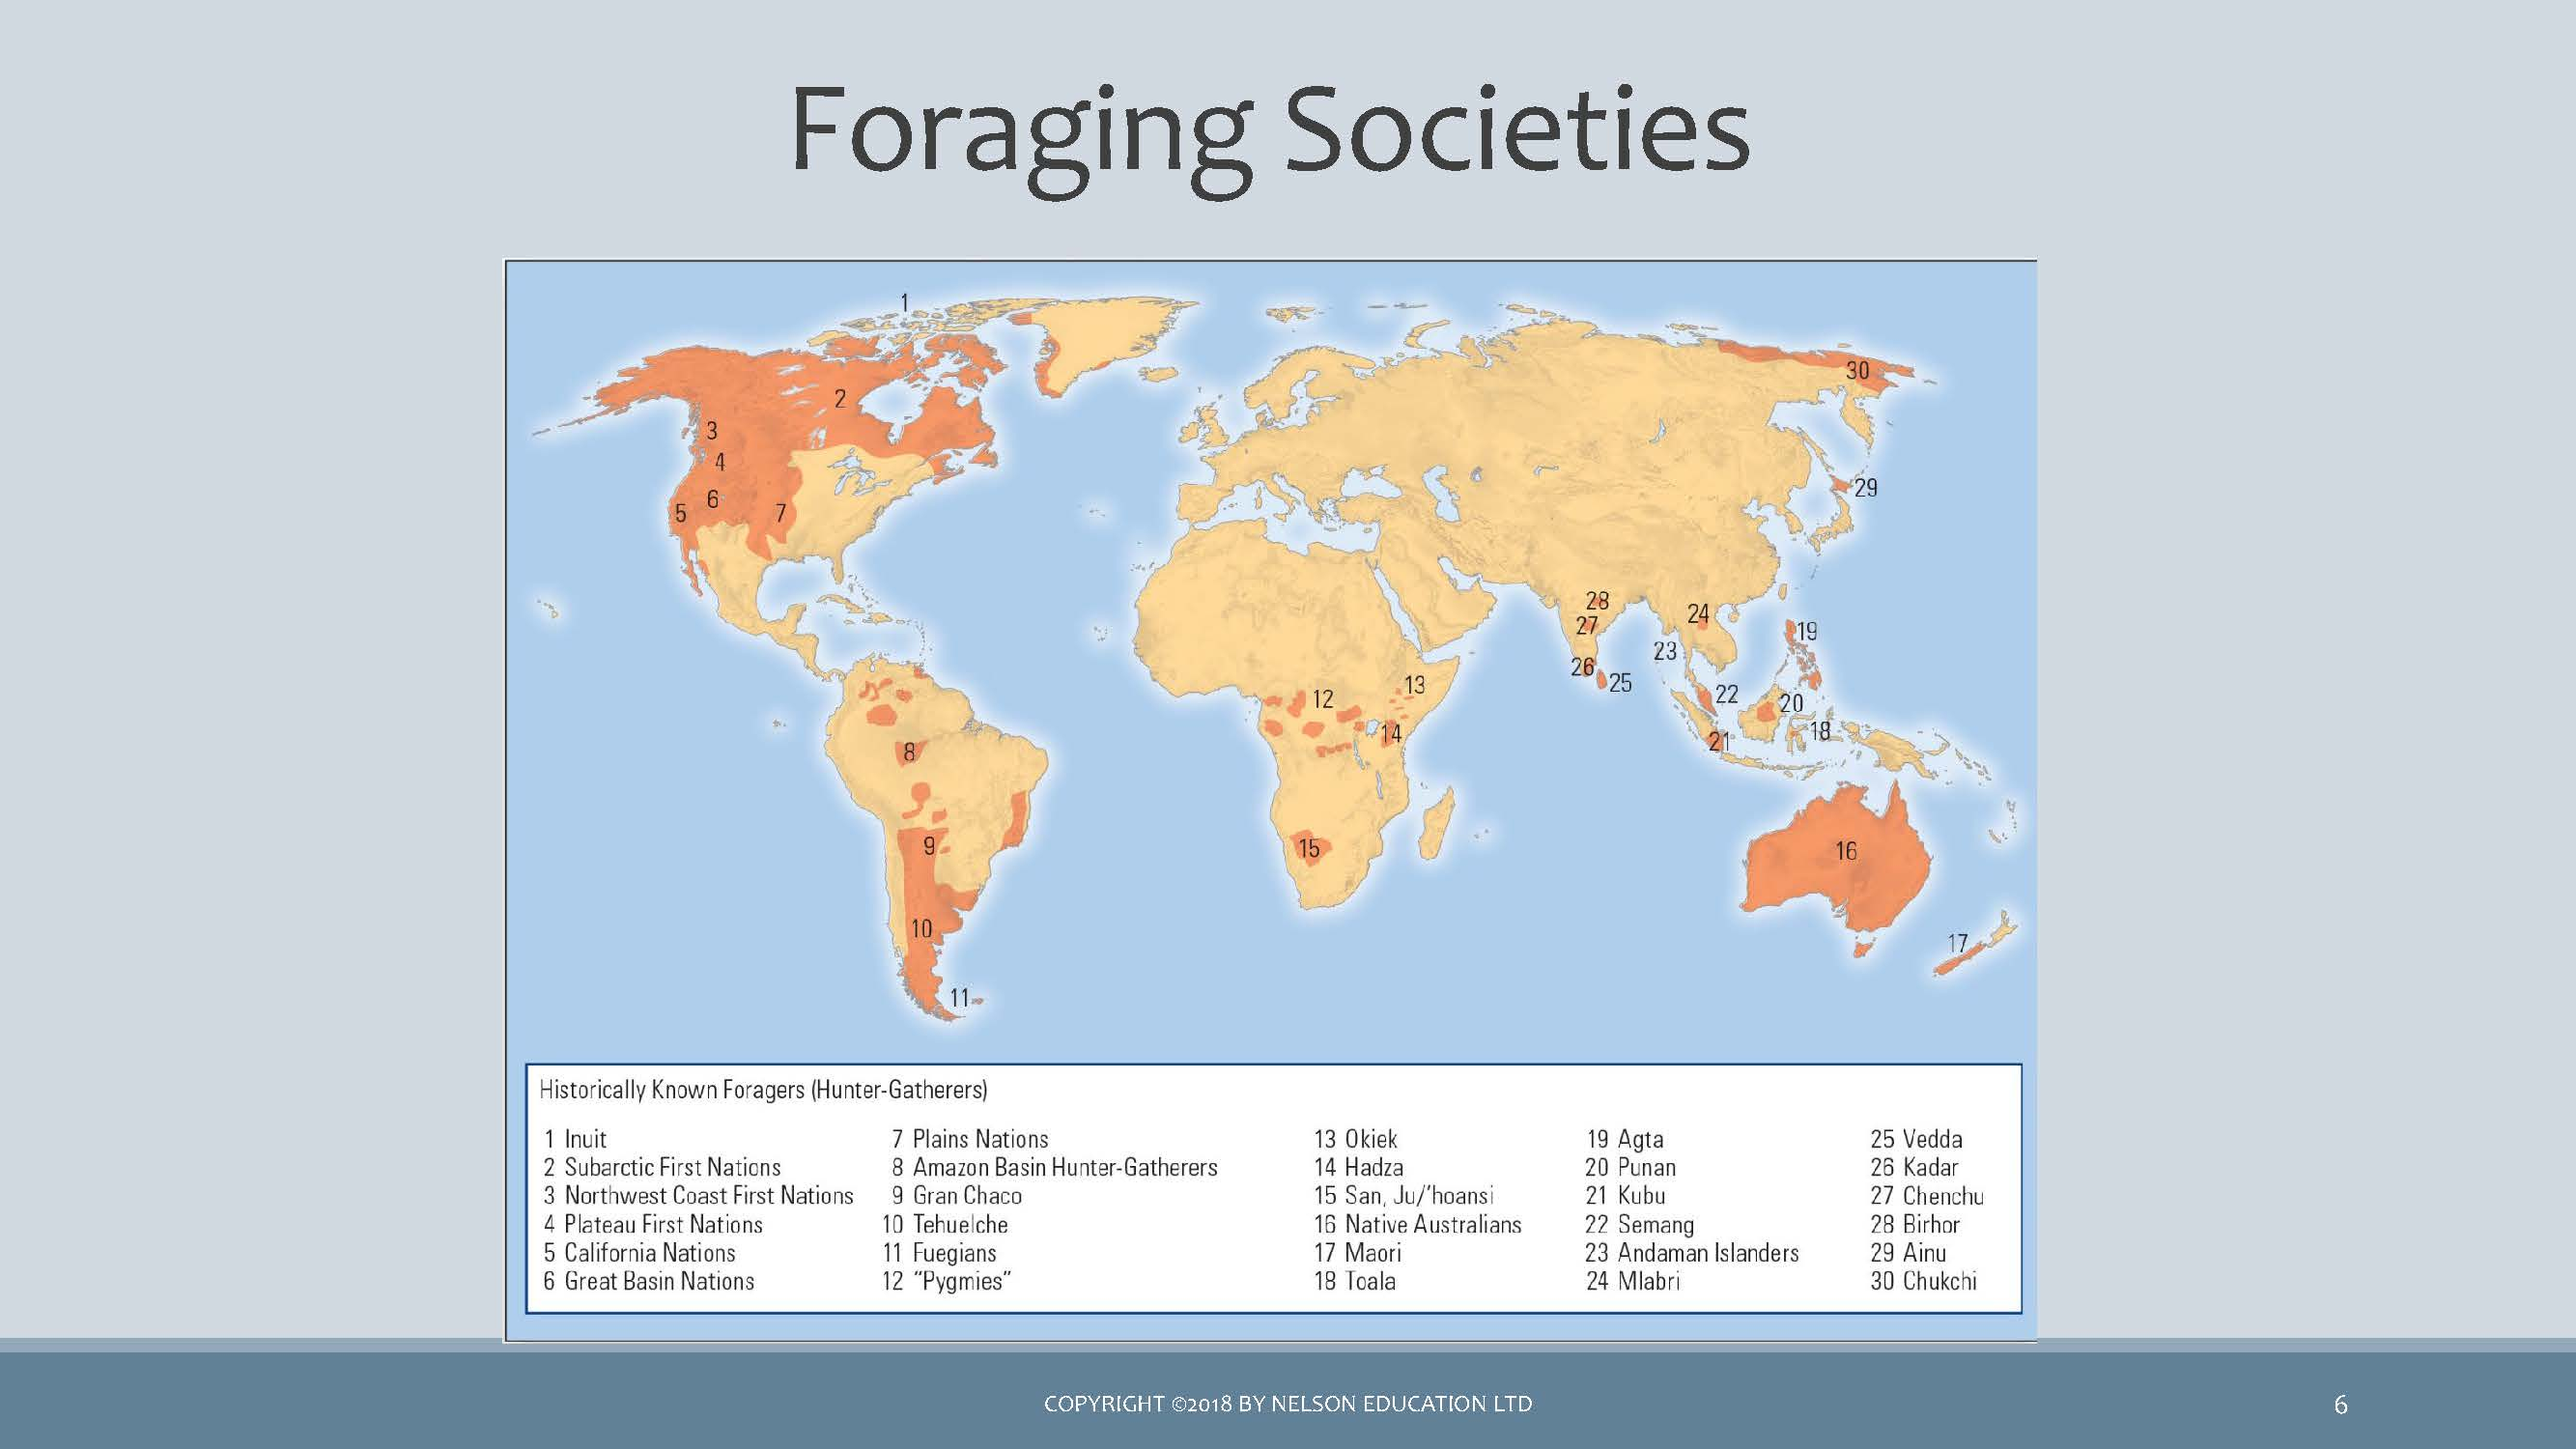 Foraging Societies
1
2
3
4
5
6
7
8
9
10
11
12
13
14
15
16
17
18
19
20
21
22
23
24
25
26
27
28
29
30
Historically Known Foragers (Hunter-Gatherers)
1 Inuit
2 Subarctic First Nations
3 Northwest Coast First Nations
4 Plateau First Nations
5 California Nations
6 Great Basin Nations
7 Plains Nations
8 Amazon Basin Hunter-Gatherers
9 Gran Chaco
10 Tehuelche
11 Fuegians
12 “Pygmies”
13 Okiek
14 Hadza
15 San, Ju/’hoansi
16 Native Australians
17 Maori
18 Toala
19 Agta
20 Punan
21 Kubu
22 Semang
23 Andaman Islanders
24 Mlabri
25 Vedda
26 Kadar
27 Chenchu
28 Birhor
29 Ainu
30 Chukchi
COPYRIGHT ©2018 BY NELSON EDUCATION LTD
6